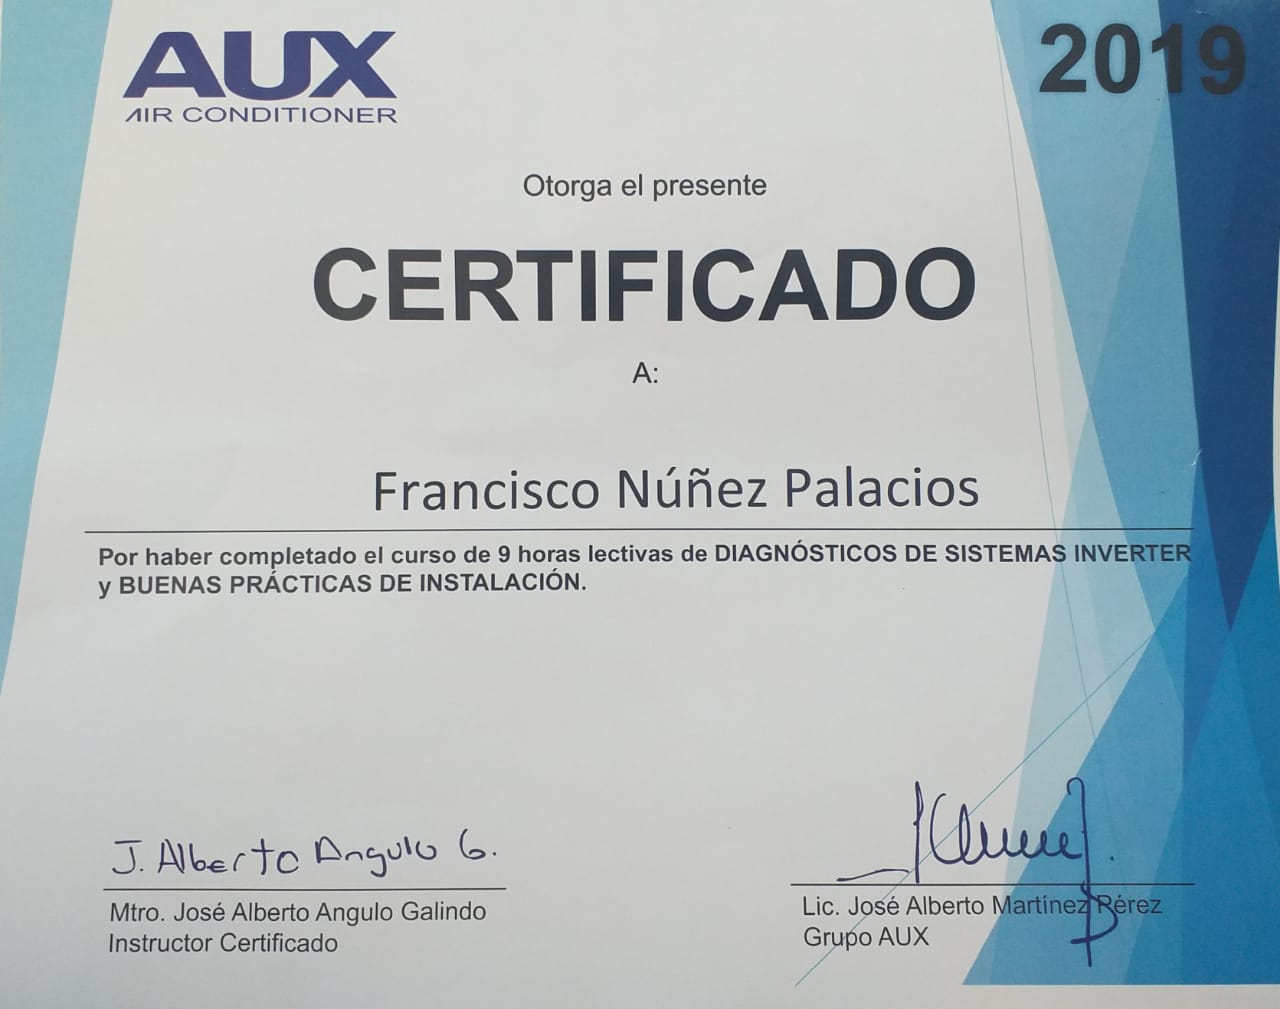 AUX
AIR CONDITIONER
2019
Otorga el presente
CERTIFICADO
A:
Francisco Núñez Palacios
Por haber completado el curso de 9 horas lectivas de DIAGNÓSTICOS DE SISTEMAS INVERTER
y BUENAS PRÁCTICAS DE INSTALACIÓN.
J. Alberto Angulo G.
Mtro. José Alberto Angulo Galindo
Instructor Certificado
Lic. José Alberto Martínez Pérez
Grupo AUX